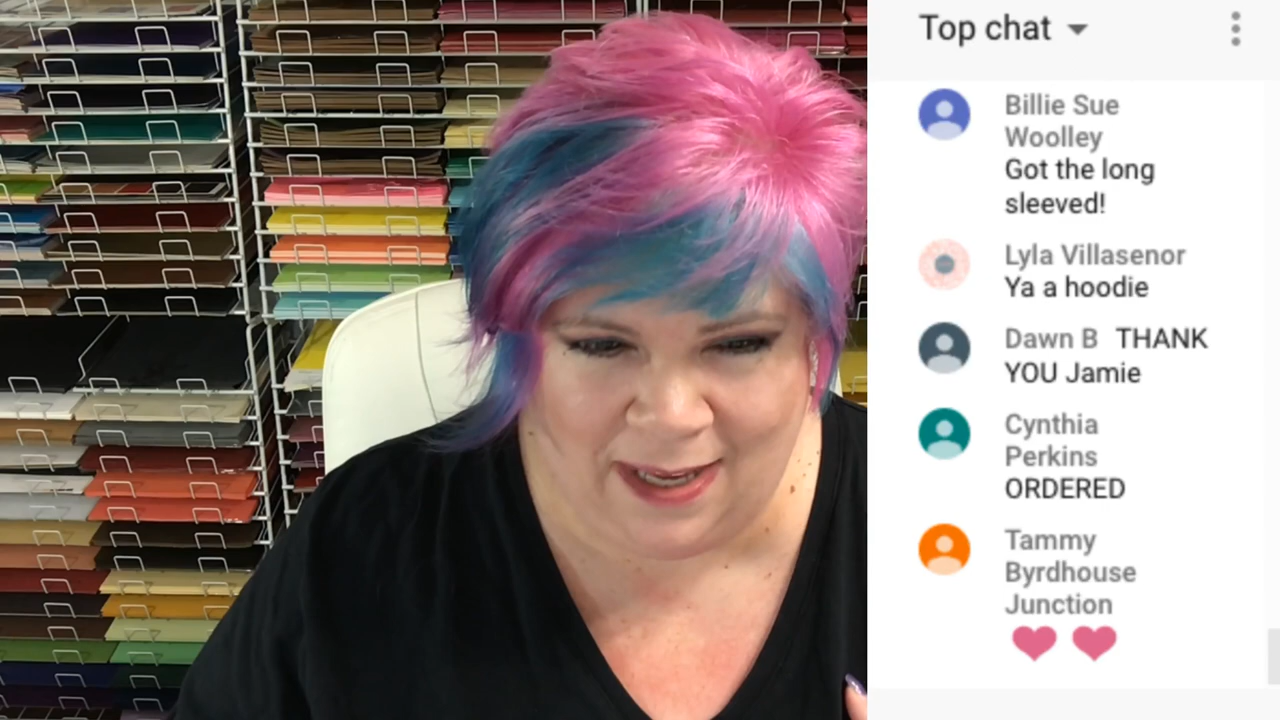 Top chat
Billie Sue
Woolley
Got the long
sleeved!
Lyla Villasenor
Ya a hoodie
Dawn B THANK
YOU Jamie
Cynthia
Perkins
ORDERED
Tammy
Byrdhouse
Junction